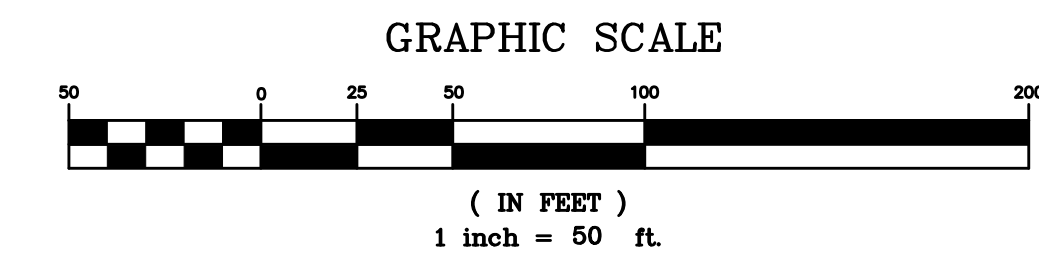 GRAPHIC SCALE
50 0 25 50 100 200
( IN FEET )
1 inch = 50 ft.